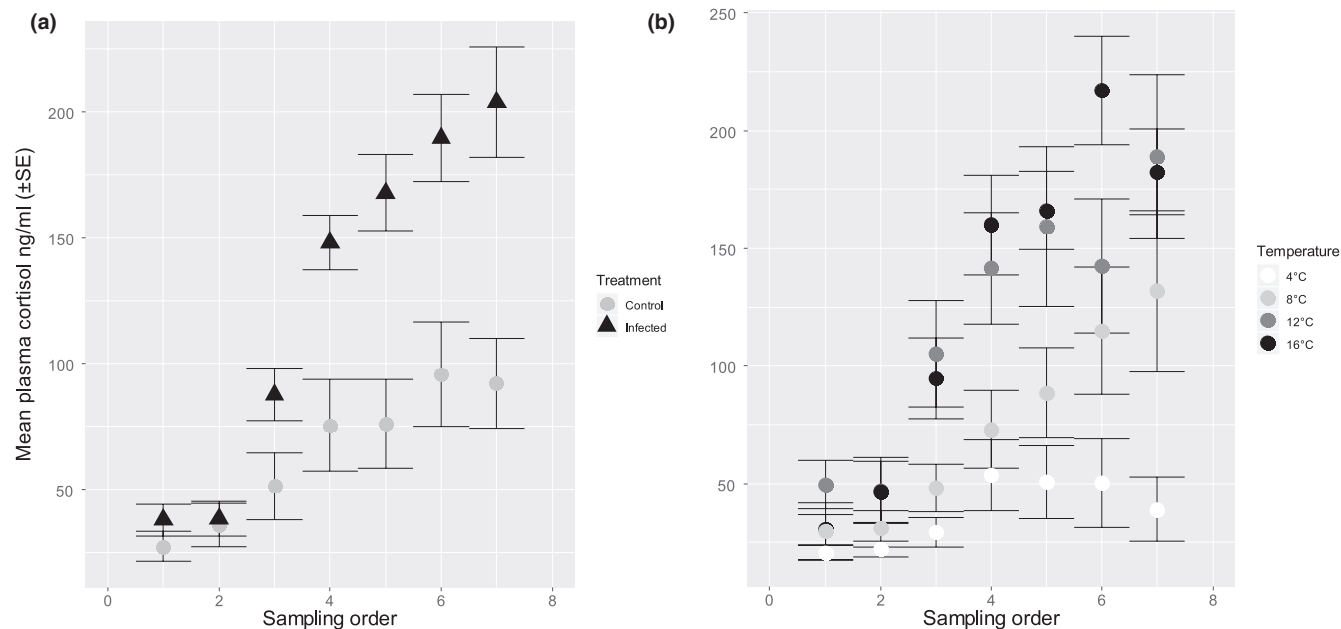 (a)
Mean plasma cortisol ng/ml (±SE)
200
150
100
50
0
2
4
6
8
Sampling order
Treatment
Control
Infected
(b)
250
200
150
100
50
0
2
4
6
8
Sampling order
Temperature
4°C
8°C
12°C
16°C